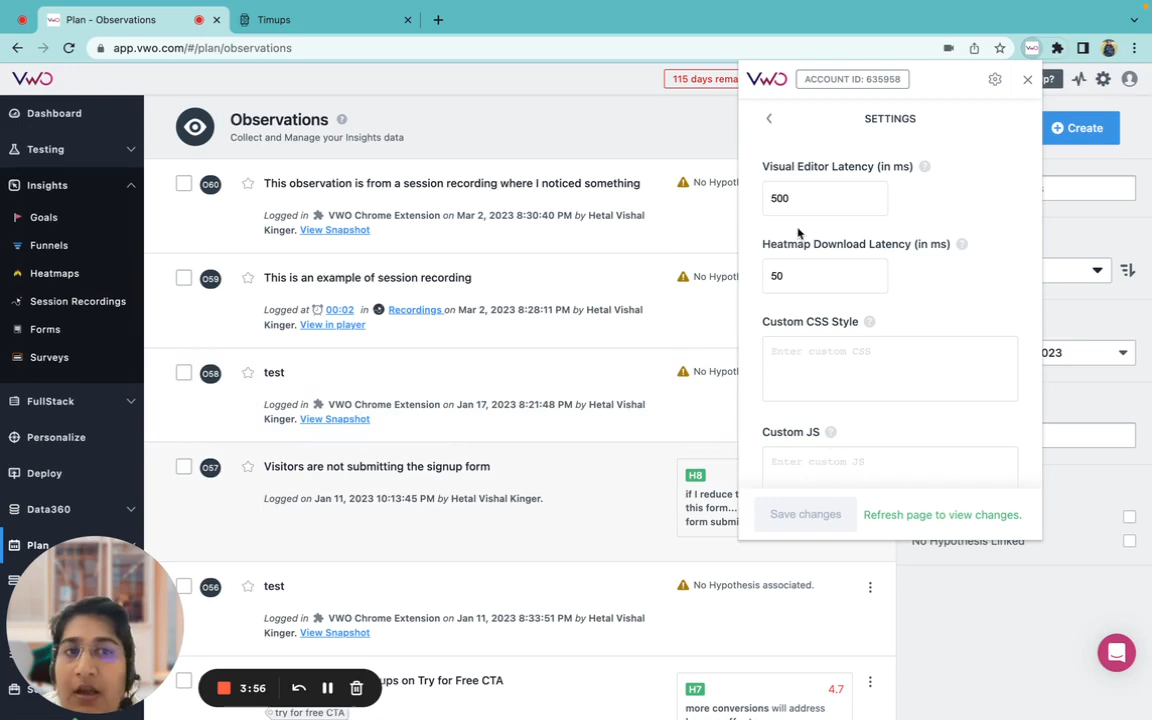 Plan - Observations
Timups
app.vwo.com/#/plan/observations
VWO
115 days rema
p?
VWO
ACCOUNT ID: 635958
SETTINGS
Visual Editor Latency (in ms)
500
Heatmap Download Latency (in ms)
50
Custom CSS Style
Enter custom CSS
Custom JS
Enter custom JS
Save changes
Refresh page to view changes.
Dashboard
Testing
Insights
Goals
Funnels
Heatmaps
Session Recordings
Forms
Surveys
FullStack
Personalize
Deploy
Data360
Plan
Observations
Collect and Manage your Insights data
Create
O60
This observation is from a session recording where I noticed something
No Hypoth
Logged in VWO Chrome Extension on Mar 2, 2023 8:30:40 PM by Hetal Vishal
Kinger. View Snapshot
O59
This is an example of session recording
No Hypoth
Logged at 00:02 in Recordings on Mar 2, 2023 8:28:11 PM by Hetal Vishal
Kinger. View in player
O58
test
No Hypoth
Logged in VWO Chrome Extension on Jan 17, 2023 8:21:48 PM by Hetal Vishal
Kinger. View Snapshot
O57
Visitors are not submitting the signup form
Logged on Jan 11, 2023 10:13:45 PM by Hetal Vishal Kinger.
H8
if I reduce t
this form...
form submi
O56
test
No Hypothesis associated.
Logged in VWO Chrome Extension on Jan 11, 2023 8:33:51 PM by Hetal Vishal
Kinger. View Snapshot
ups on Try for Free CTA
try for free CTA
H7
4.7
more conversions will address
023
No Hypothesis Linked
3:56